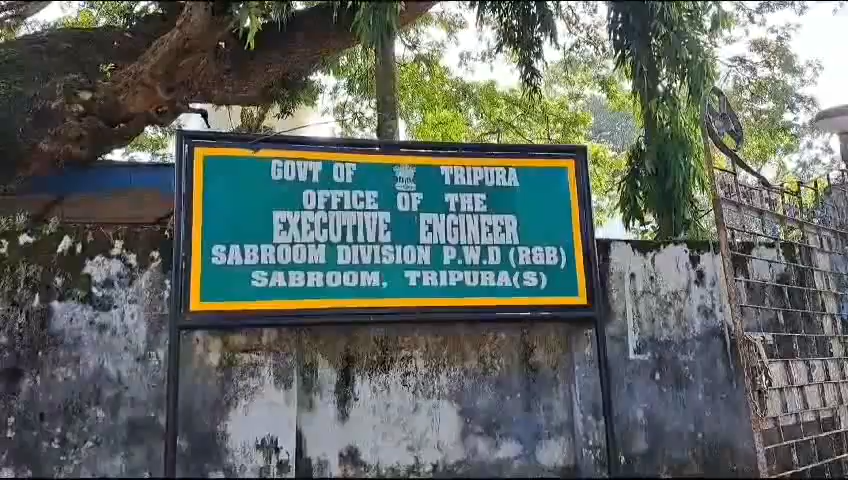 GOVT OF TRIPURA
OFFICE OF THE
EXECUTIVE ENGINEER
SABROOM DIVISION P.W.D (R&B)
SABROOM, TRIPURA(S)